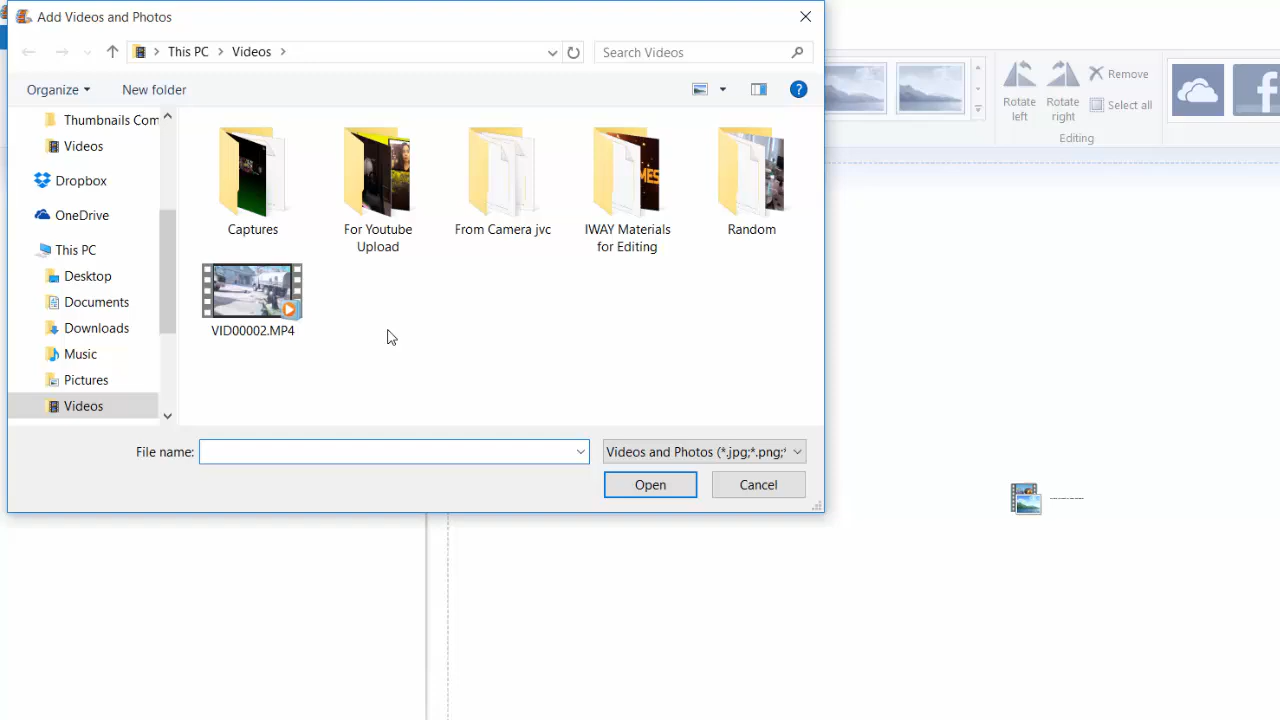 Add Videos and Photos
This PC
Videos
Search Videos
Organize
New folder
Remove
Select all
Rotate left
Rotate right
Editing
Thumbnails Com
Videos
Dropbox
OneDrive
This PC
Desktop
Documents
Downloads
Music
Pictures
Videos
Captures
For Youtube
Upload
From Camera jvc
IWAY Materials
for Editing
Random
VID00002.MP4
File name:
Videos and Photos (*.jpg;*.png;*
Open
Cancel